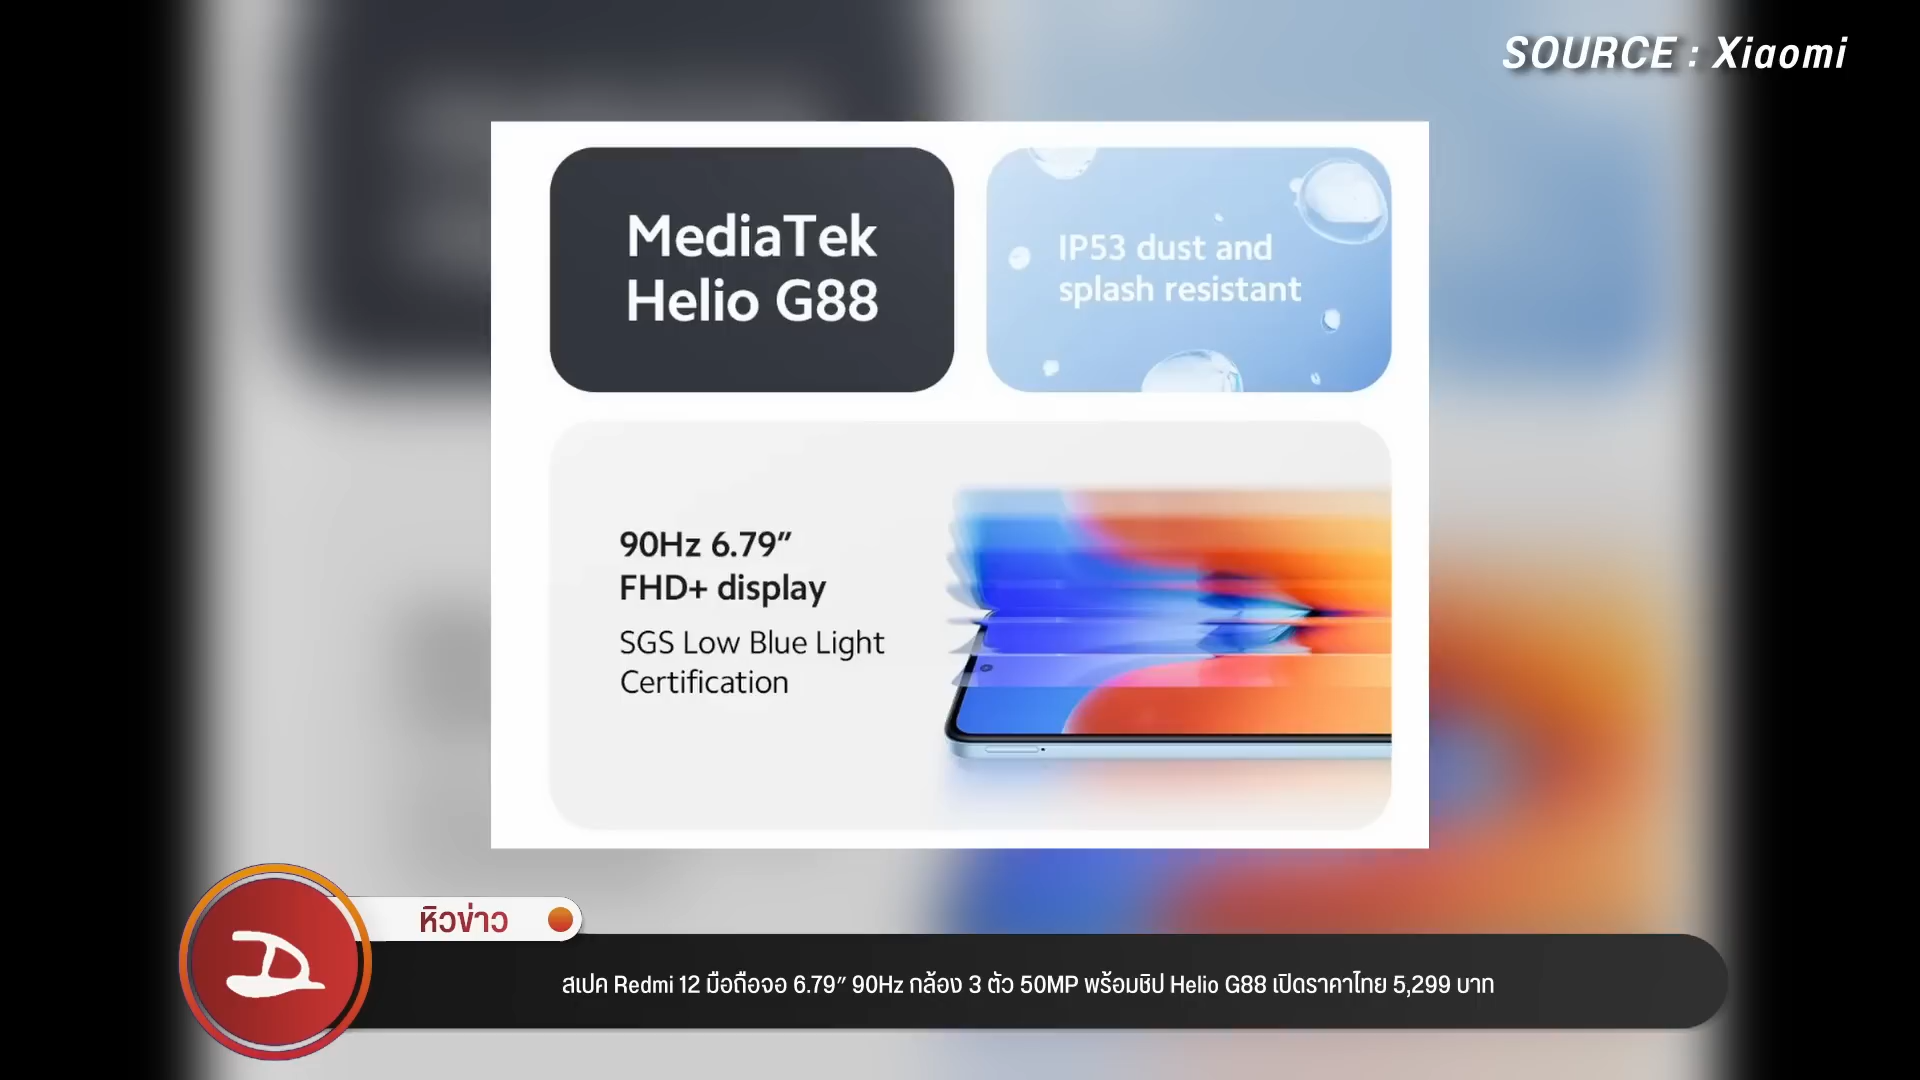 SOURCE : Xiaomi
MediaTek
Helio G88
IP53 dust and
splash resistant
90Hz 6.79″
FHD+ display
SGS Low Blue Light
Certification
หิวข่าว
สเปค Redmi 12 มือถือจอ 6.79″ 90Hz กล้อง 3 ตัว 50MP พร้อมชิป Helio G88 เปิดราคาไทย 5,299 บาท